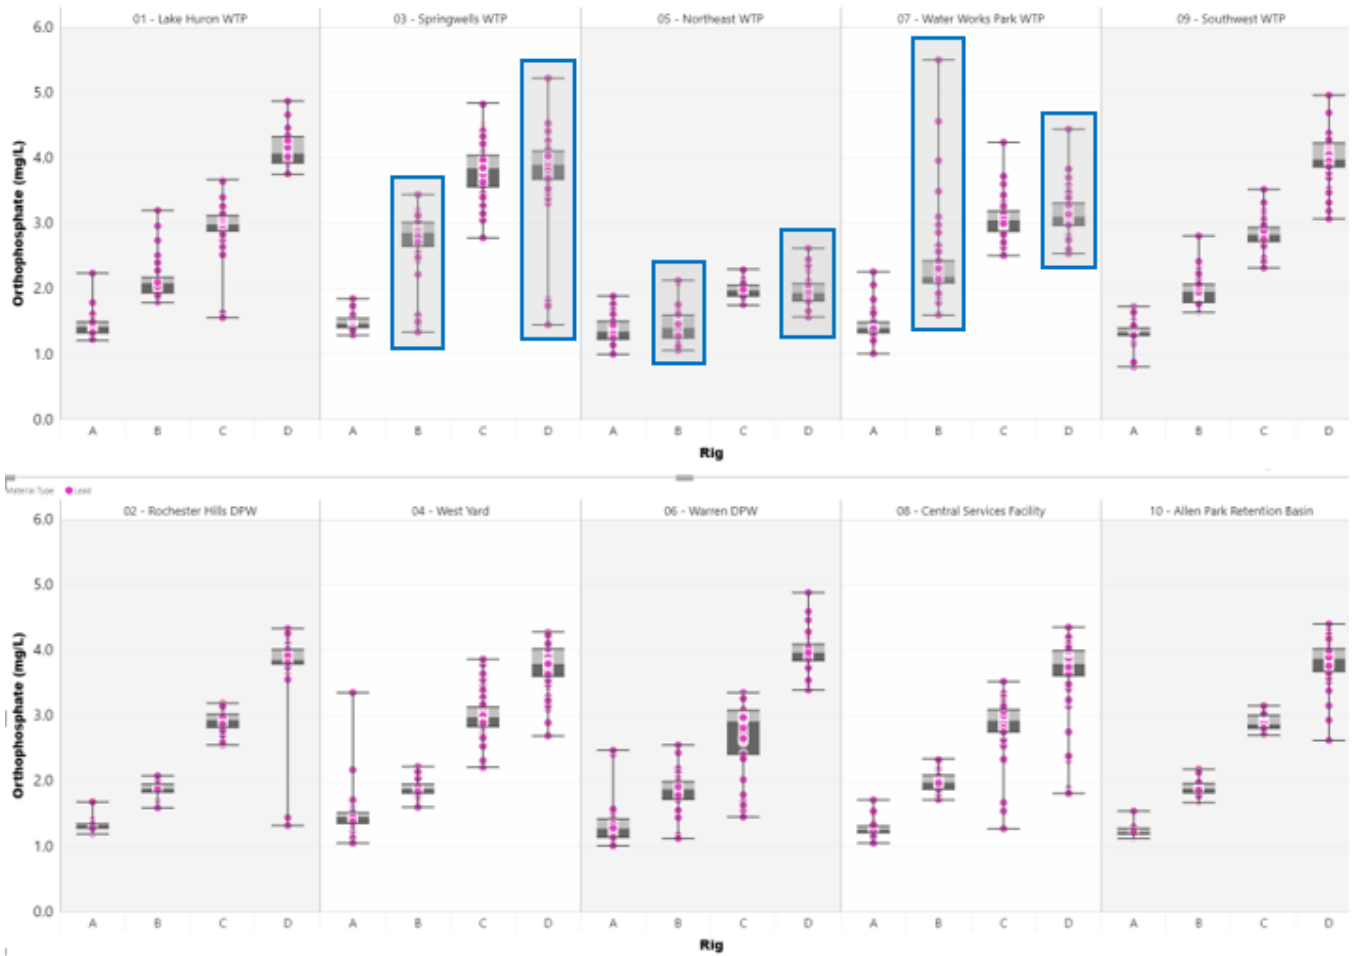 01 - Lake Huron WTP 03 - Springwells WTP 05 - Northeast WTP 07 - Water Works Park WTP 09 - Southwest WTP
6.0
5.0
4.0
3.0
2.0
1.0
0.0
Orthophosphate (mg/L)
A B C D A B C D A B C D A B C D A B C D
Rig
Material Type Lead
02 - Rochester Hills DPW 04 - West Yard 06 - Warren DPW 08 - Central Services Facility 10 - Allen Park Retention Basin
6.0
5.0
4.0
3.0
2.0
1.0
0.0
Orthophosphate (mg/L)
A B C D A B C D A B C D A B C D A B C D
Rig